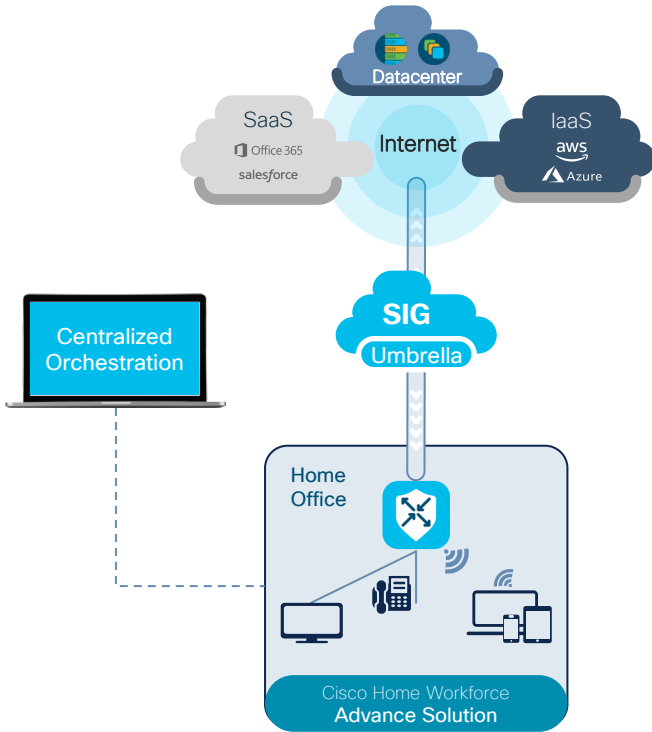 Datacenter
SaaS
Office 365
salesforce
Internet
IaaS
aws
Azure
SIG
Umbrella
Centralized
Orchestration
Home
Office
Cisco Home Workforce
Advance Solution